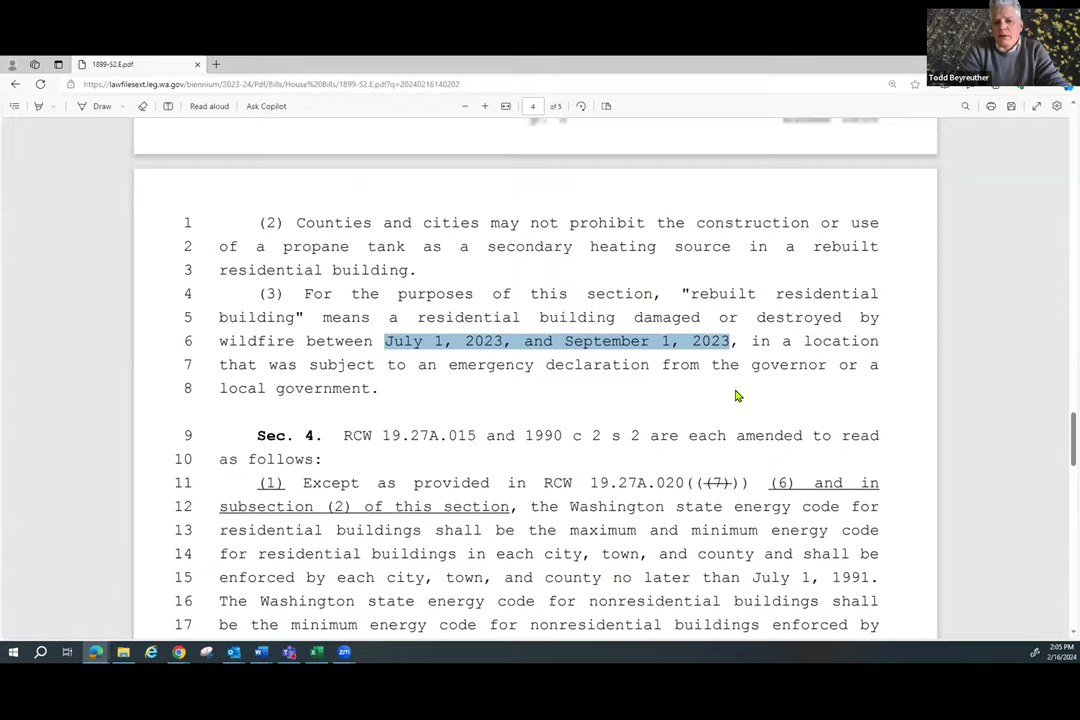 Todd Beyreuther
1899-S2.E.pdf
https://lawfilesext.leg.wa.gov/biennium/2023-24/Pdf/Bills/House%20Bills/1899-S2.E.pdf?q=20240216140202
Draw Read aloud Ask Copilot 4 of 5
1 (2) Counties and cities may not prohibit the construction or use
2 of a propane tank as a secondary heating source in a rebuilt
3 residential building.
4 (3) For the purposes of this section, "rebuilt residential
5 building" means a residential building damaged or destroyed by
6 wildfire between July 1, 2023, and September 1, 2023, in a location
7 that was subject to an emergency declaration from the governor or a
8 local government.
9 Sec. 4. RCW 19.27A.015 and 1990 c 2 s 2 are each amended to read
10 as follows:
11 (1) Except as provided in RCW 19.27A.020(((7))) (6) and in
12 subsection (2) of this section, the Washington state energy code for
13 residential buildings shall be the maximum and minimum energy code
14 for residential buildings in each city, town, and county and shall be
15 enforced by each city, town, and county no later than July 1, 1991.
16 The Washington state energy code for nonresidential buildings shall
17 be the minimum energy code for nonresidential buildings enforced by
2:05 PM
2/16/2024